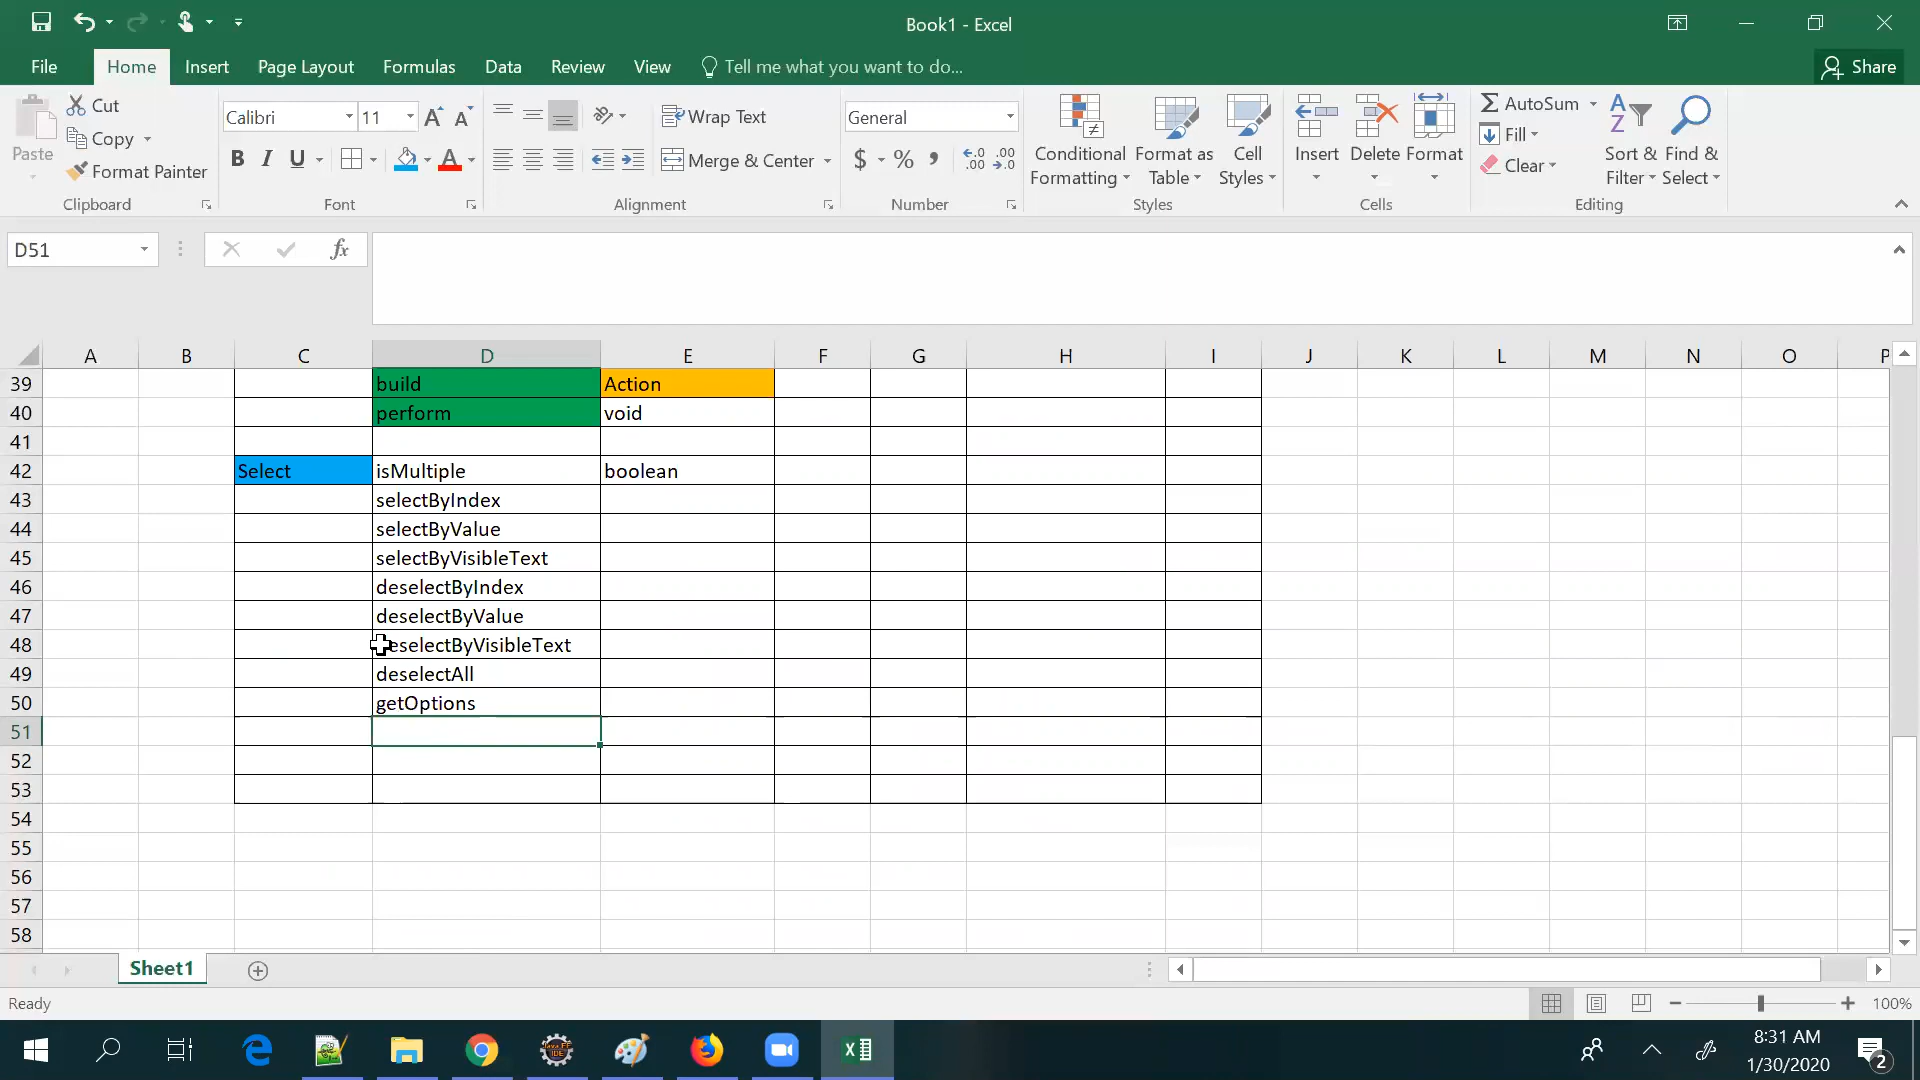 Book1 - Excel
File Home Insert Page Layout Formulas Data Review View Tell me what you want to do... Share
Paste
Cut
Copy
Format Painter
Clipboard
Calibri 11
B I U A
Font
Wrap Text
Merge & Center
Alignment
General
$ % ,
Number
Conditional Formatting
Format as Table
Cell Styles
Styles
Insert Delete Format
Cells
AutoSum
Fill
Clear
Sort & Filter
Find & Select
Editing
D51 fx
A B C D E F G H I J K L M N O P
39 build Action
40 perform void
41
42 Select isMultiple boolean
43 selectByIndex
44 selectByValue
45 selectByVisibleText
46 deselectByIndex
47 deselectByValue
48 eselectByVisibleText
49 deselectAll
50 getOptions
51
52
53
54
55
56
57
58
Sheet1
Ready 100%
8:31 AM
1/30/2020
2